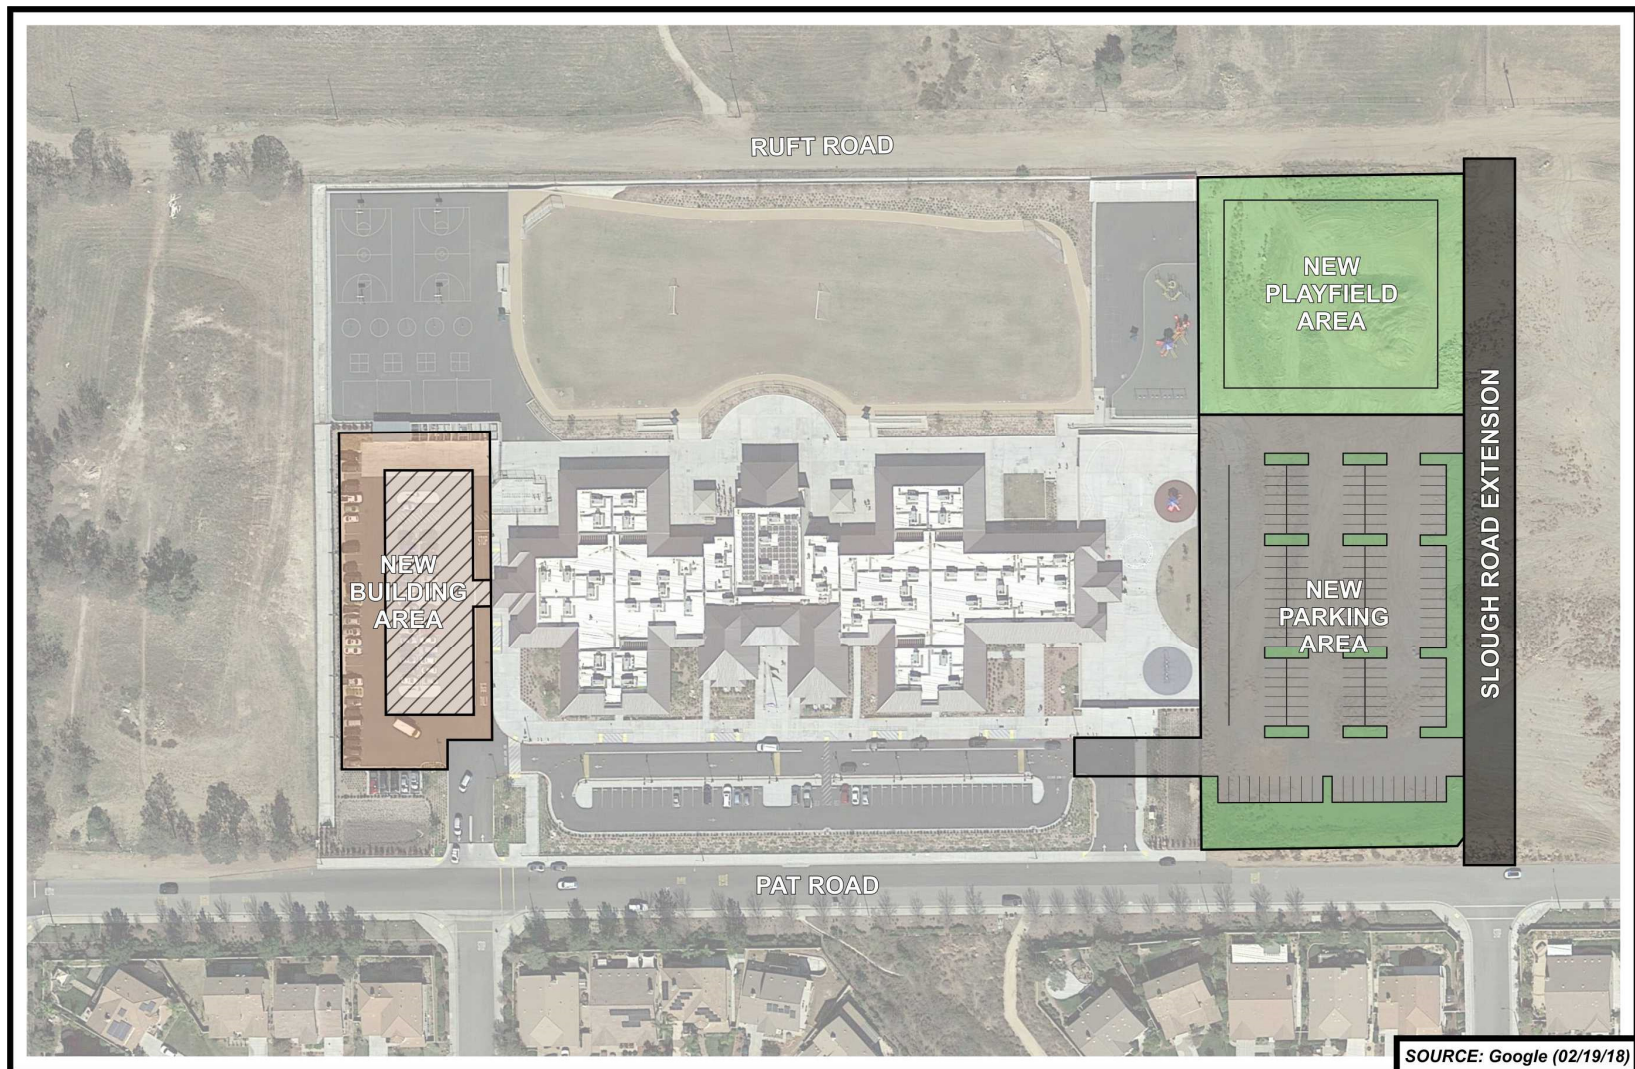 RUFT ROAD
NEW
PLAYFIELD
AREA
SLOUGH ROAD EXTENSION
NEW
BUILDING
AREA
NEW
PARKING
AREA
PAT ROAD
SOURCE: Google (02/19/18)